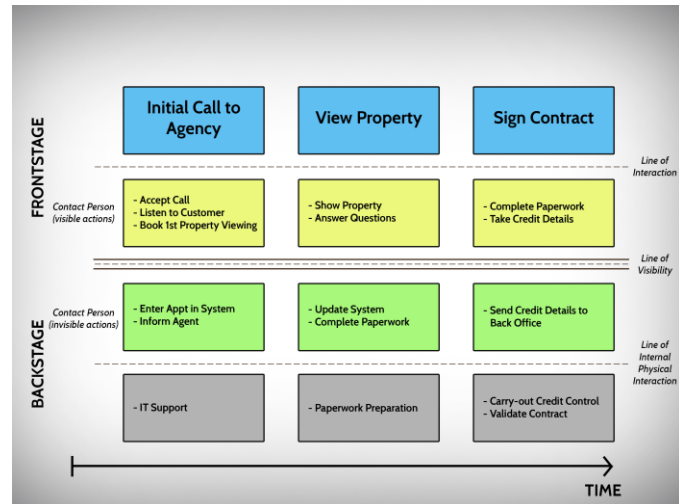 Initial Call to
Agency
View Property
Sign Contract
Line of
Interaction
FRONTSTAGE
Contact Person
(visible actions)
- Accept Call
- Listen to Customer
- Book 1st Property Viewing
- Show Property
- Answer Questions
- Complete Paperwork
- Take Credit Details
Line of
Visibility
BACKSTAGE
Contact Person
(invisible actions)
- Enter Appt in System
- Inform Agent
- Update System
- Complete Paperwork
- Send Credit Details to
Back Office
Line of
Internal
Physical
Interaction
- IT Support
- Paperwork Preparation
- Carry-out Credit Control
- Validate Contract
TIME